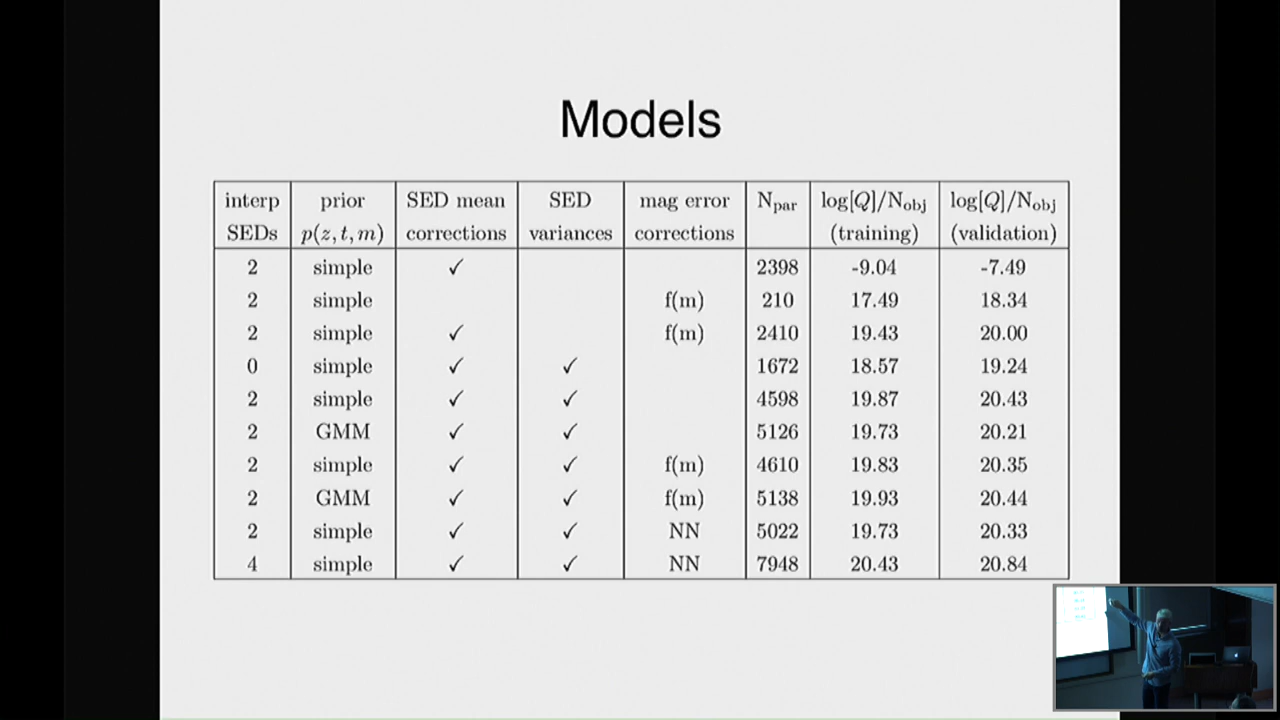 Models
interp prior SED mean SED mag error N_par log[Q]/N_obj log[Q]/N_obj
SEDs p(z, t, m) corrections variances corrections (training) (validation)
2 simple ✓ 2398 -9.04 -7.49
2 simple f(m) 210 17.49 18.34
2 simple ✓ f(m) 2410 19.43 20.00
0 simple ✓ ✓ 1672 18.57 19.24
2 simple ✓ ✓ 4598 19.87 20.43
2 GMM ✓ ✓ 5126 19.73 20.21
2 simple ✓ ✓ f(m) 4610 19.83 20.35
2 GMM ✓ ✓ f(m) 5138 19.93 20.44
2 simple ✓ ✓ NN 5022 19.73 20.33
4 simple ✓ ✓ NN 7948 20.43 20.84